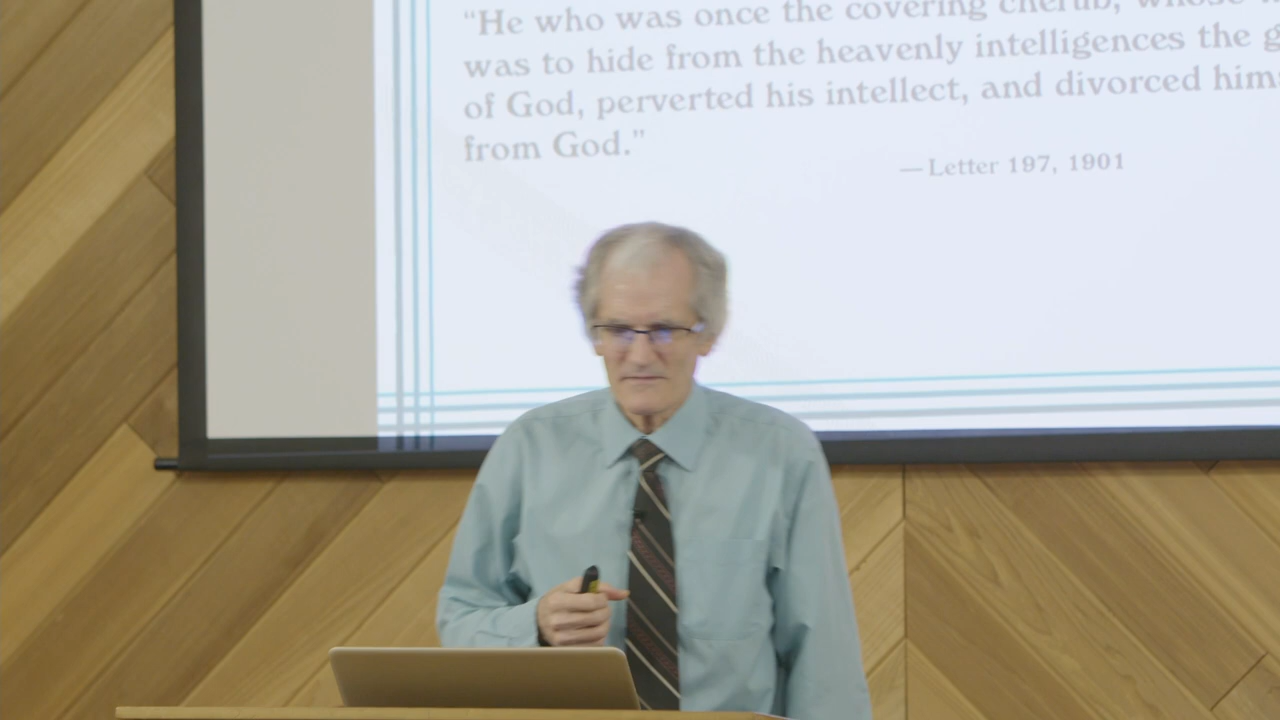 “He who was once the covering cherub, whose
was to hide from the heavenly intelligences the
of God, perverted his intellect, and divorced
from God.”
— Letter 197, 1901